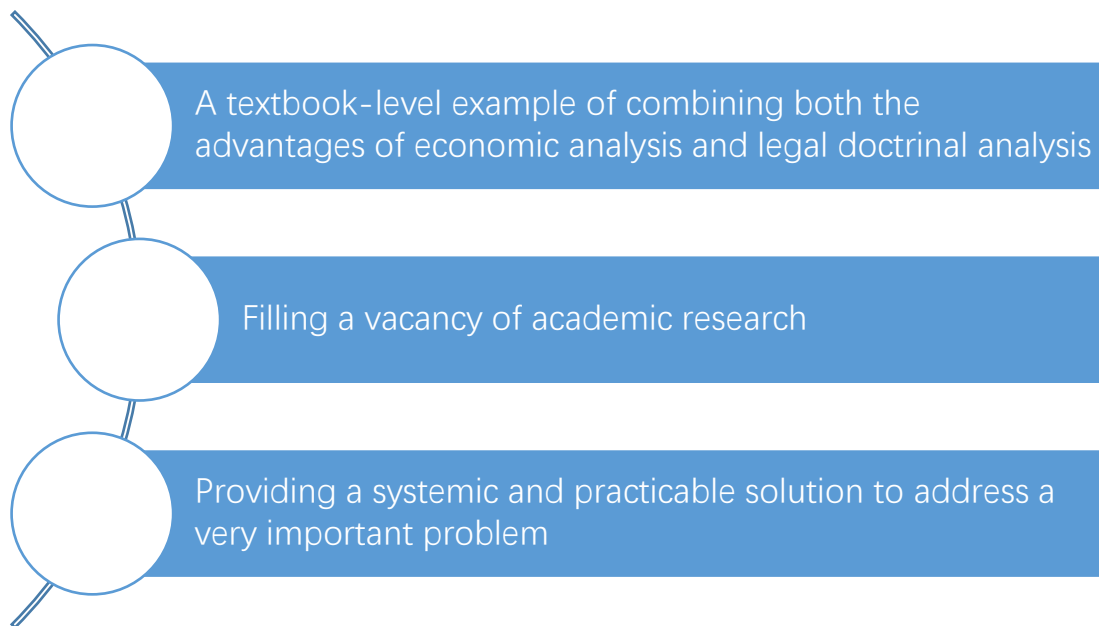 A textbook-level example of combining both the
advantages of economic analysis and legal doctrinal analysis
Filling a vacancy of academic research
Providing a systemic and practicable solution to address a
very important problem